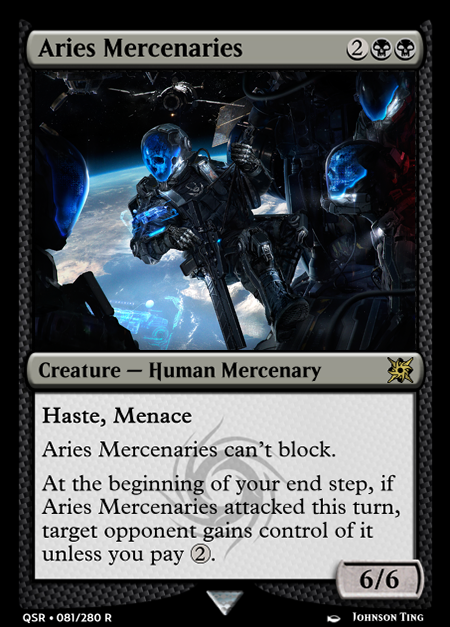 Aries Mercenaries 2
Creature — Human Mercenary
Haste, Menace
Aries Mercenaries can't block.
At the beginning of your end step, if
Aries Mercenaries attacked this turn,
target opponent gains control of it
unless you pay 2.
6/6
QSR • 081/280 R
Johnson Ting